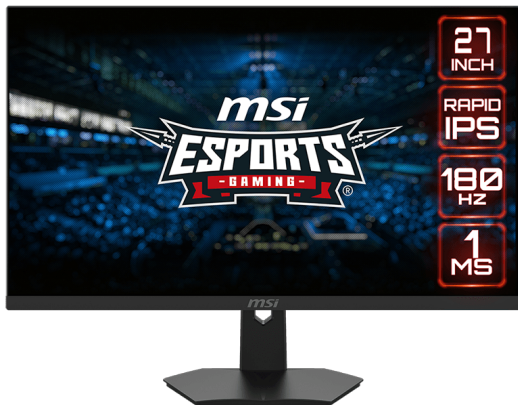 msi
ESPORTS
- GAMING -
®
27
INCH
RAPID
IPS
180
HZ
1
MS
msi